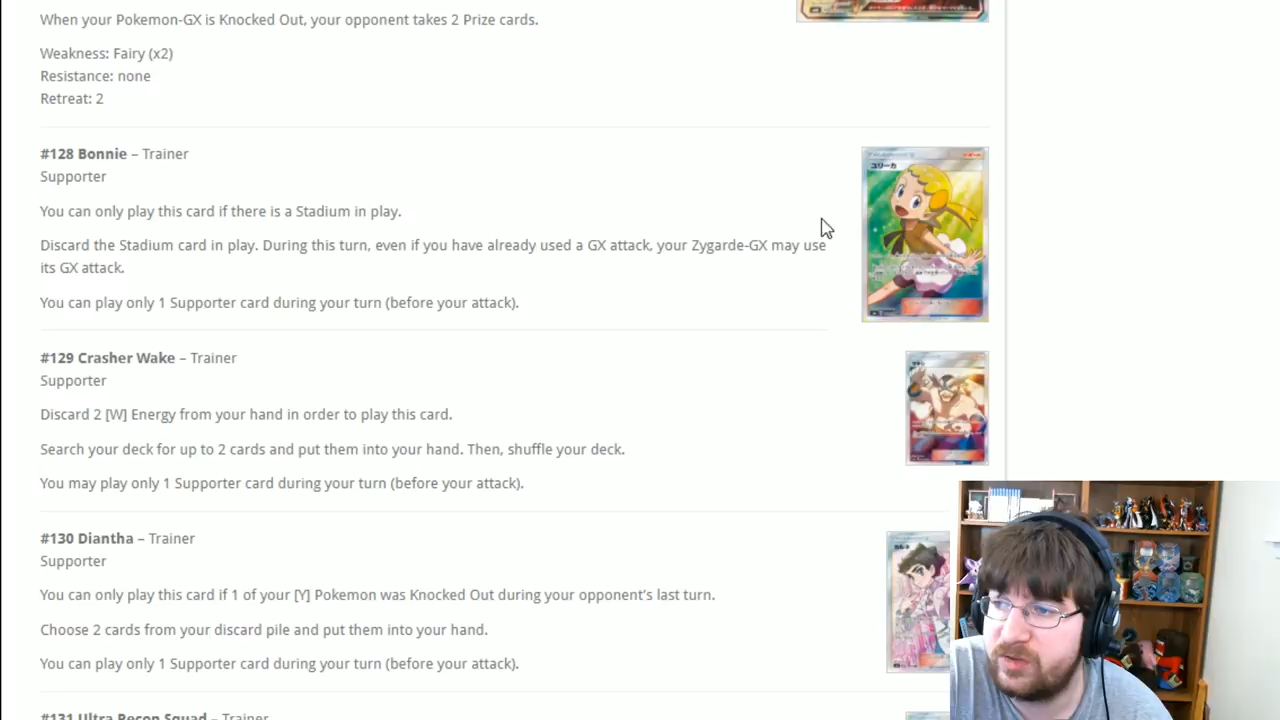 When your Pokemon-GX is Knocked Out, your opponent takes 2 Prize cards.
Weakness: Fairy (x2)
Resistance: none
Retreat: 2
#128 Bonnie – Trainer
Supporter
You can only play this card if there is a Stadium in play.
Discard the Stadium card in play. During this turn, even if you have already used a GX attack, your Zygarde-GX may use
its GX attack.
You can play only 1 Supporter card during your turn (before your attack).
ユリーカ
#129 Crasher Wake – Trainer
Supporter
Discard 2 [W] Energy from your hand in order to play this card.
Search your deck for up to 2 cards and put them into your hand. Then, shuffle your deck.
You may play only 1 Supporter card during your turn (before your attack).
#130 Diantha – Trainer
Supporter
You can only play this card if 1 of your [Y] Pokemon was Knocked Out during your opponent's last turn.
Choose 2 cards from your discard pile and put them into your hand.
You can play only 1 Supporter card during your turn (before your attack).
#131 Ultra Recon Squad – Trainer